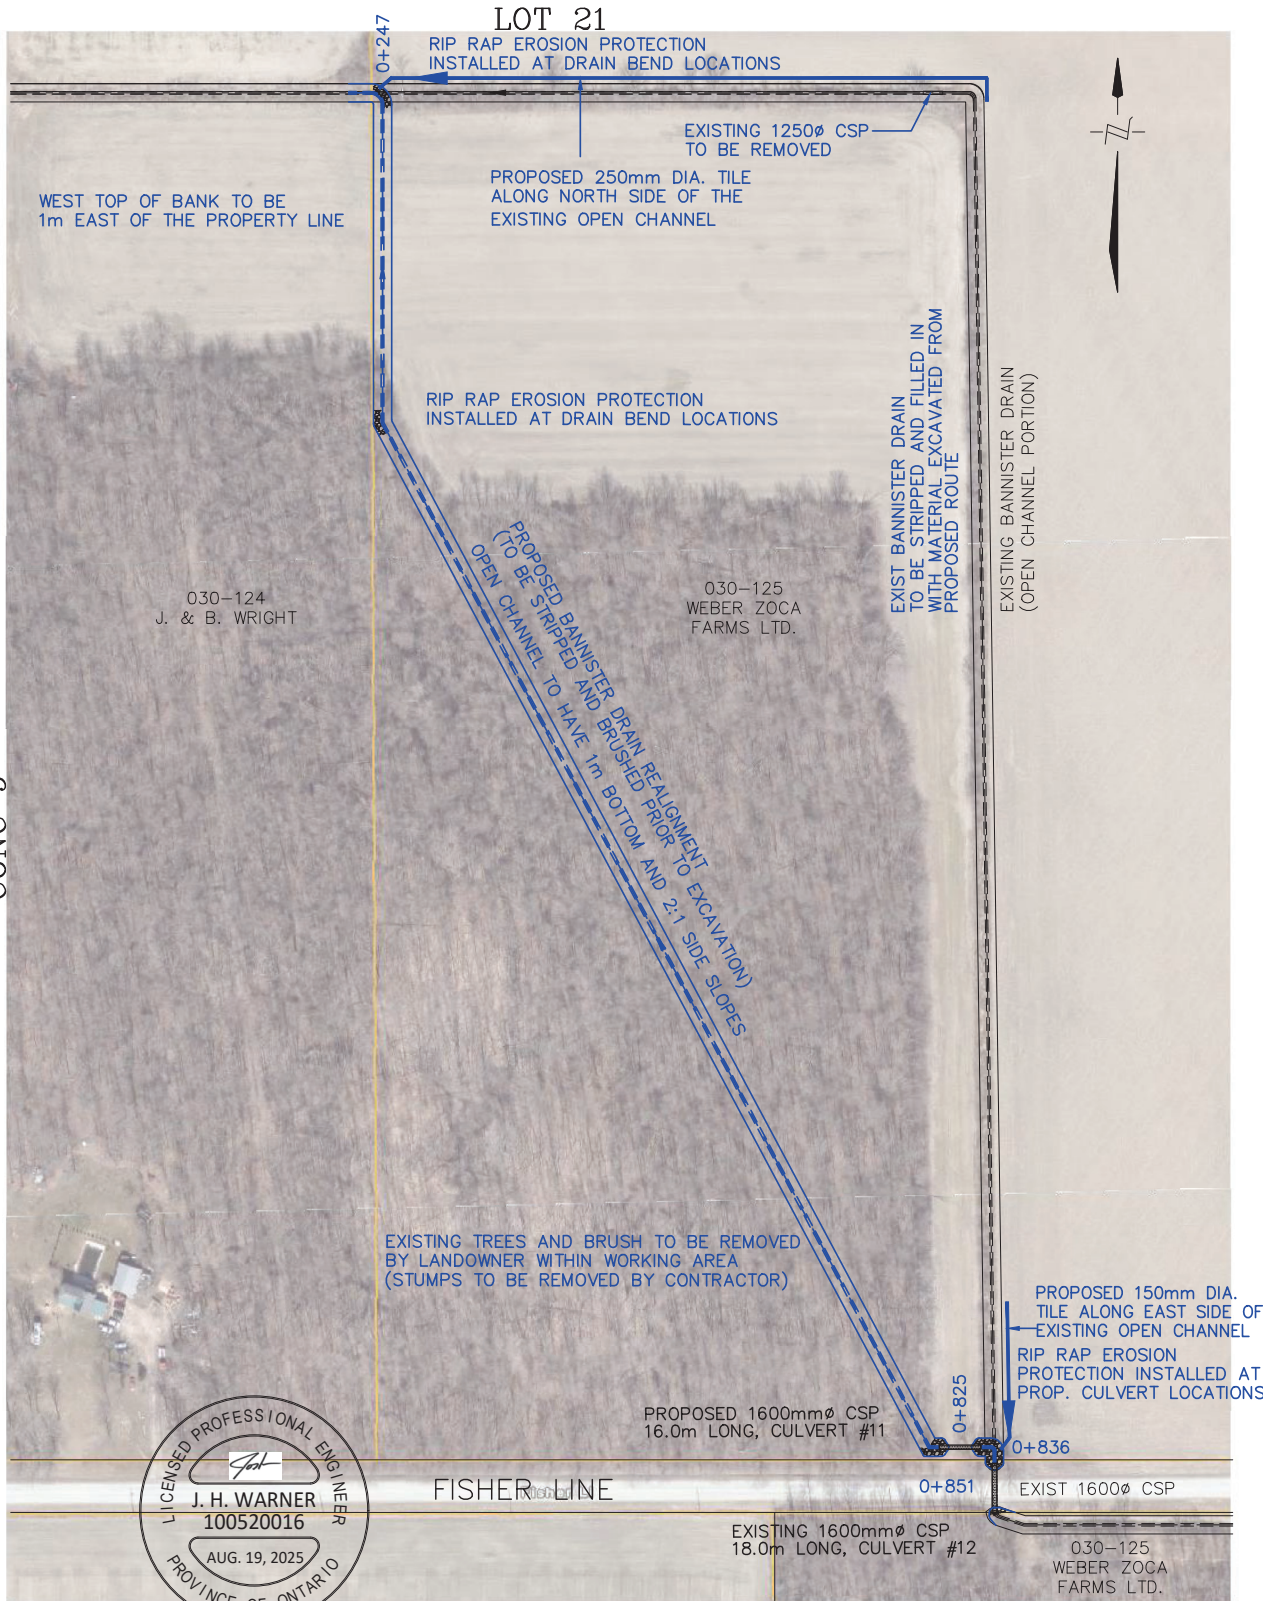 LOT 21
0+247
RIP RAP EROSION PROTECTION
INSTALLED AT DRAIN BEND LOCATIONS
EXISTING 1250ø CSP
TO BE REMOVED
PROPOSED 250mm DIA. TILE
ALONG NORTH SIDE OF THE
EXISTING OPEN CHANNEL
WEST TOP OF BANK TO BE
1m EAST OF THE PROPERTY LINE
N
RIP RAP EROSION PROTECTION
INSTALLED AT DRAIN BEND LOCATIONS
EXIST BANNISTER DRAIN
TO BE STRIPPED AND FILLED IN
WITH MATERIAL EXCAVATED FROM
PROPOSED ROUTE
EXISTING BANNISTER DRAIN
(OPEN CHANNEL PORTION)
030-124
J. & B. WRIGHT
030-125
WEBER ZOCA
FARMS LTD.
PROPOSED BANNISTER DRAIN REALIGNMENT
(TO BE STRIPPED AND BRUSHED PRIOR TO EXCAVATION)
OPEN CHANNEL TO HAVE 1m BOTTOM AND 2:1 SIDE SLOPES
EXISTING TREES AND BRUSH TO BE REMOVED
BY LANDOWNER WITHIN WORKING AREA
(STUMPS TO BE REMOVED BY CONTRACTOR)
PROPOSED 150mm DIA.
TILE ALONG EAST SIDE OF
EXISTING OPEN CHANNEL
RIP RAP EROSION
PROTECTION INSTALLED AT
PROP. CULVERT LOCATIONS
PROPOSED 1600mmø CSP
16.0m LONG, CULVERT #11
0+825
0+836
0+851
EXIST 1600ø CSP
FISHER LINE
EXISTING 1600mmø CSP
18.0m LONG, CULVERT #12
030-125
WEBER ZOCA
FARMS LTD.
LICENSED PROFESSIONAL ENGINEER
J. H. WARNER
100520016
AUG. 19, 2025
PROVINCE OF ONTARIO